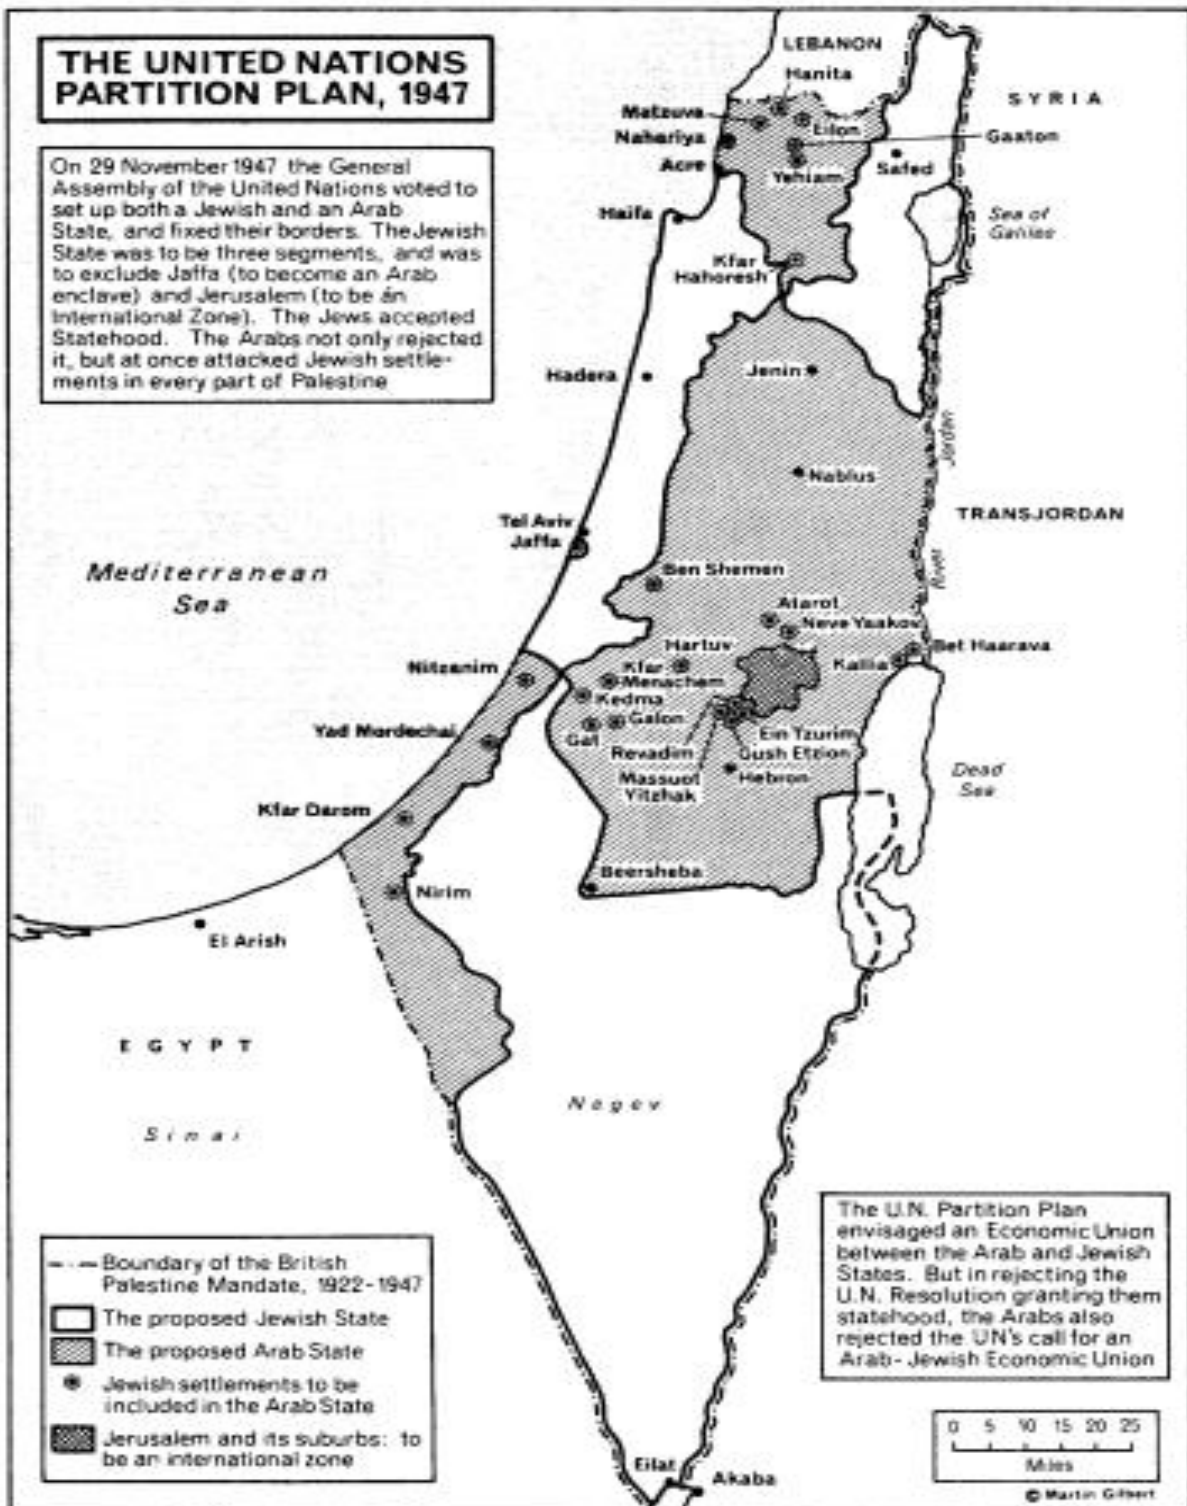 THE UNITED NATIONS
PARTITION PLAN, 1947
On 29 November 1947 the General
Assembly of the United Nations voted to
set up both a Jewish and an Arab
State, and fixed their borders. The Jewish
State was to be three segments, and was
to exclude Jaffa (to become an Arab
enclave) and Jerusalem (to be án
International Zone). The Jews accepted
Statehood. The Arabs not only rejected
it, but at once attacked Jewish settle-
ments in every part of Palestine
LEBANON
Hanita
SYRIA
Matzuva
Eilon
Nahariya
Gaaton
Acre
Yehiam
Safed
Haifa
Sea of
Galilee
Kfar
Hahoresh
Hadera
Jenin
Jordan
River
Nablus
TRANSJORDAN
Tel Aviv
Jaffa
Mediterranean
Sea
Ben Shemen
Atarot
Neve Yaakov
Hartuv
Bet Haarava
Kallia
Nitzanim
Kfar
Menachem
Kedma
Galon
Gat
Yad Mordechai
Ein Tzurim
Revadim
Gush Etzion
Massuot
Yitzhak
Hebron
Dead
Sea
Kfar Darom
Beersheba
Nirim
El Arish
EGYPT
Sinai
Negev
Boundary of the British
Palestine Mandate, 1922-1947
The proposed Jewish State
The proposed Arab State
Jewish settlements to be
included in the Arab State
Jerusalem and its suburbs: to
be an international zone
The U.N. Partition Plan
envisaged an Economic Union
between the Arab and Jewish
States. But in rejecting the
U.N. Resolution granting them
statehood, the Arabs also
rejected the UN's call for an
Arab-Jewish Economic Union
0 5 10 15 20 25
Miles
Eilat
Akaba
© Martin Gilbert